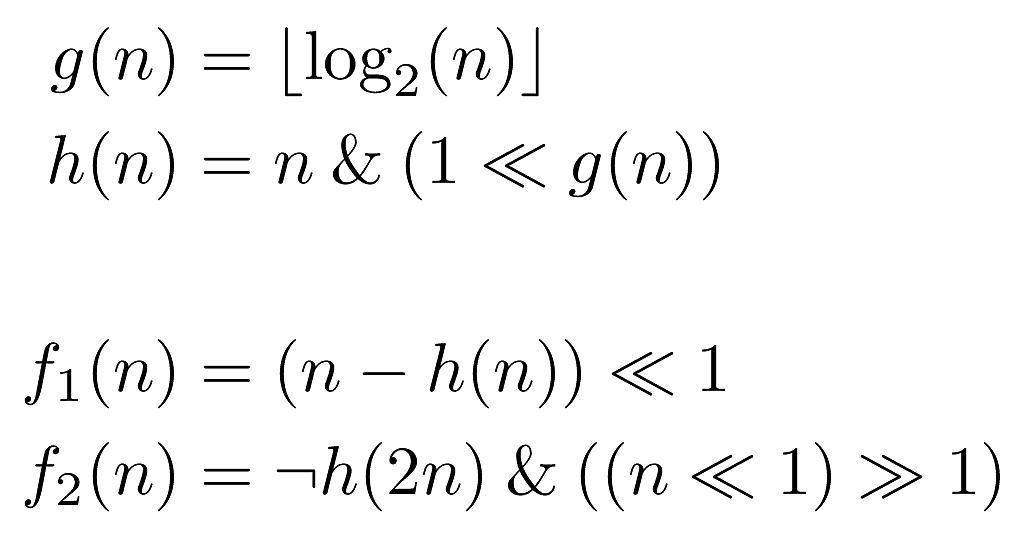 g(n) = ⌊log₂(n)⌋
h(n) = n & (1 ≪ g(n))
f₁(n) = (n − h(n)) ≪ 1
f₂(n) = ¬h(2n) & ((n ≪ 1) ≫ 1)